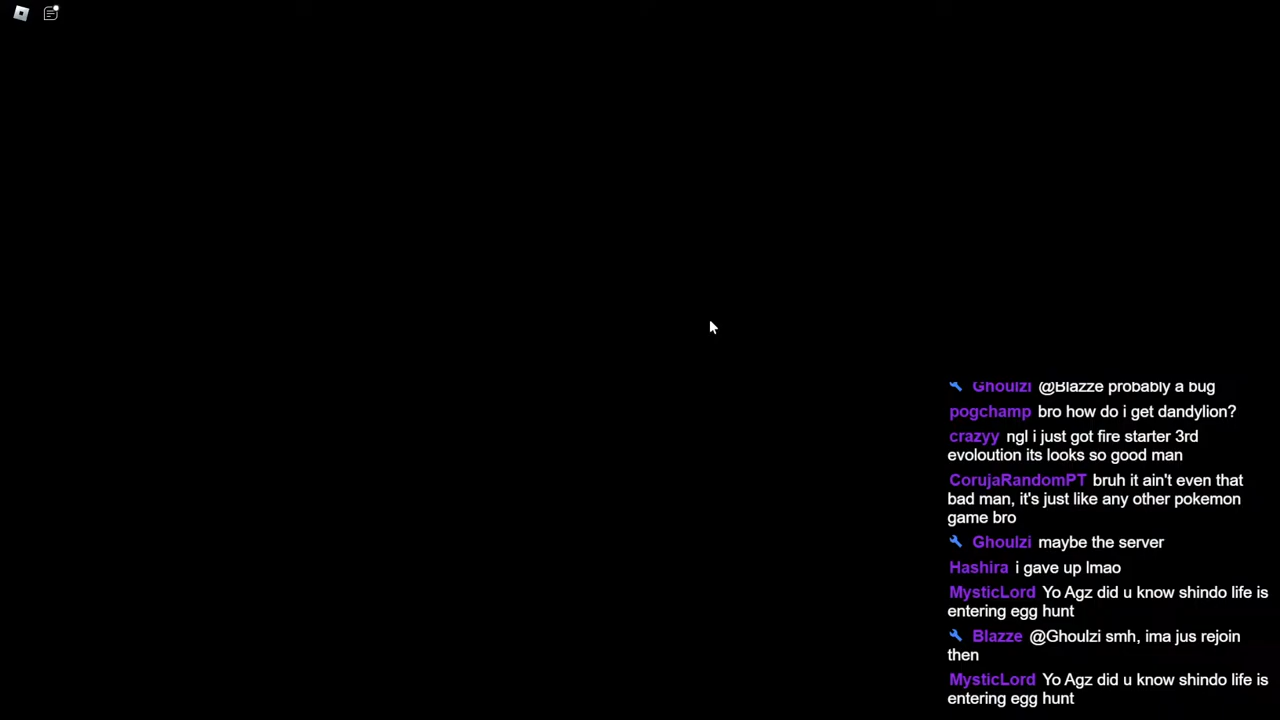 Ghoulzi @Blazze probably a bug
pogchamp bro how do i get dandylion?
crazyy ngl i just got fire starter 3rd
evoloution its looks so good man
CorujaRandomPT bruh it ain't even that
bad man, it's just like any other pokemon
game bro
Ghoulzi maybe the server
Hashira i gave up lmao
MysticLord Yo Agz did u know shindo life is
entering egg hunt
Blazze @Ghoulzi smh, ima jus rejoin
then
MysticLord Yo Agz did u know shindo life is
entering egg hunt